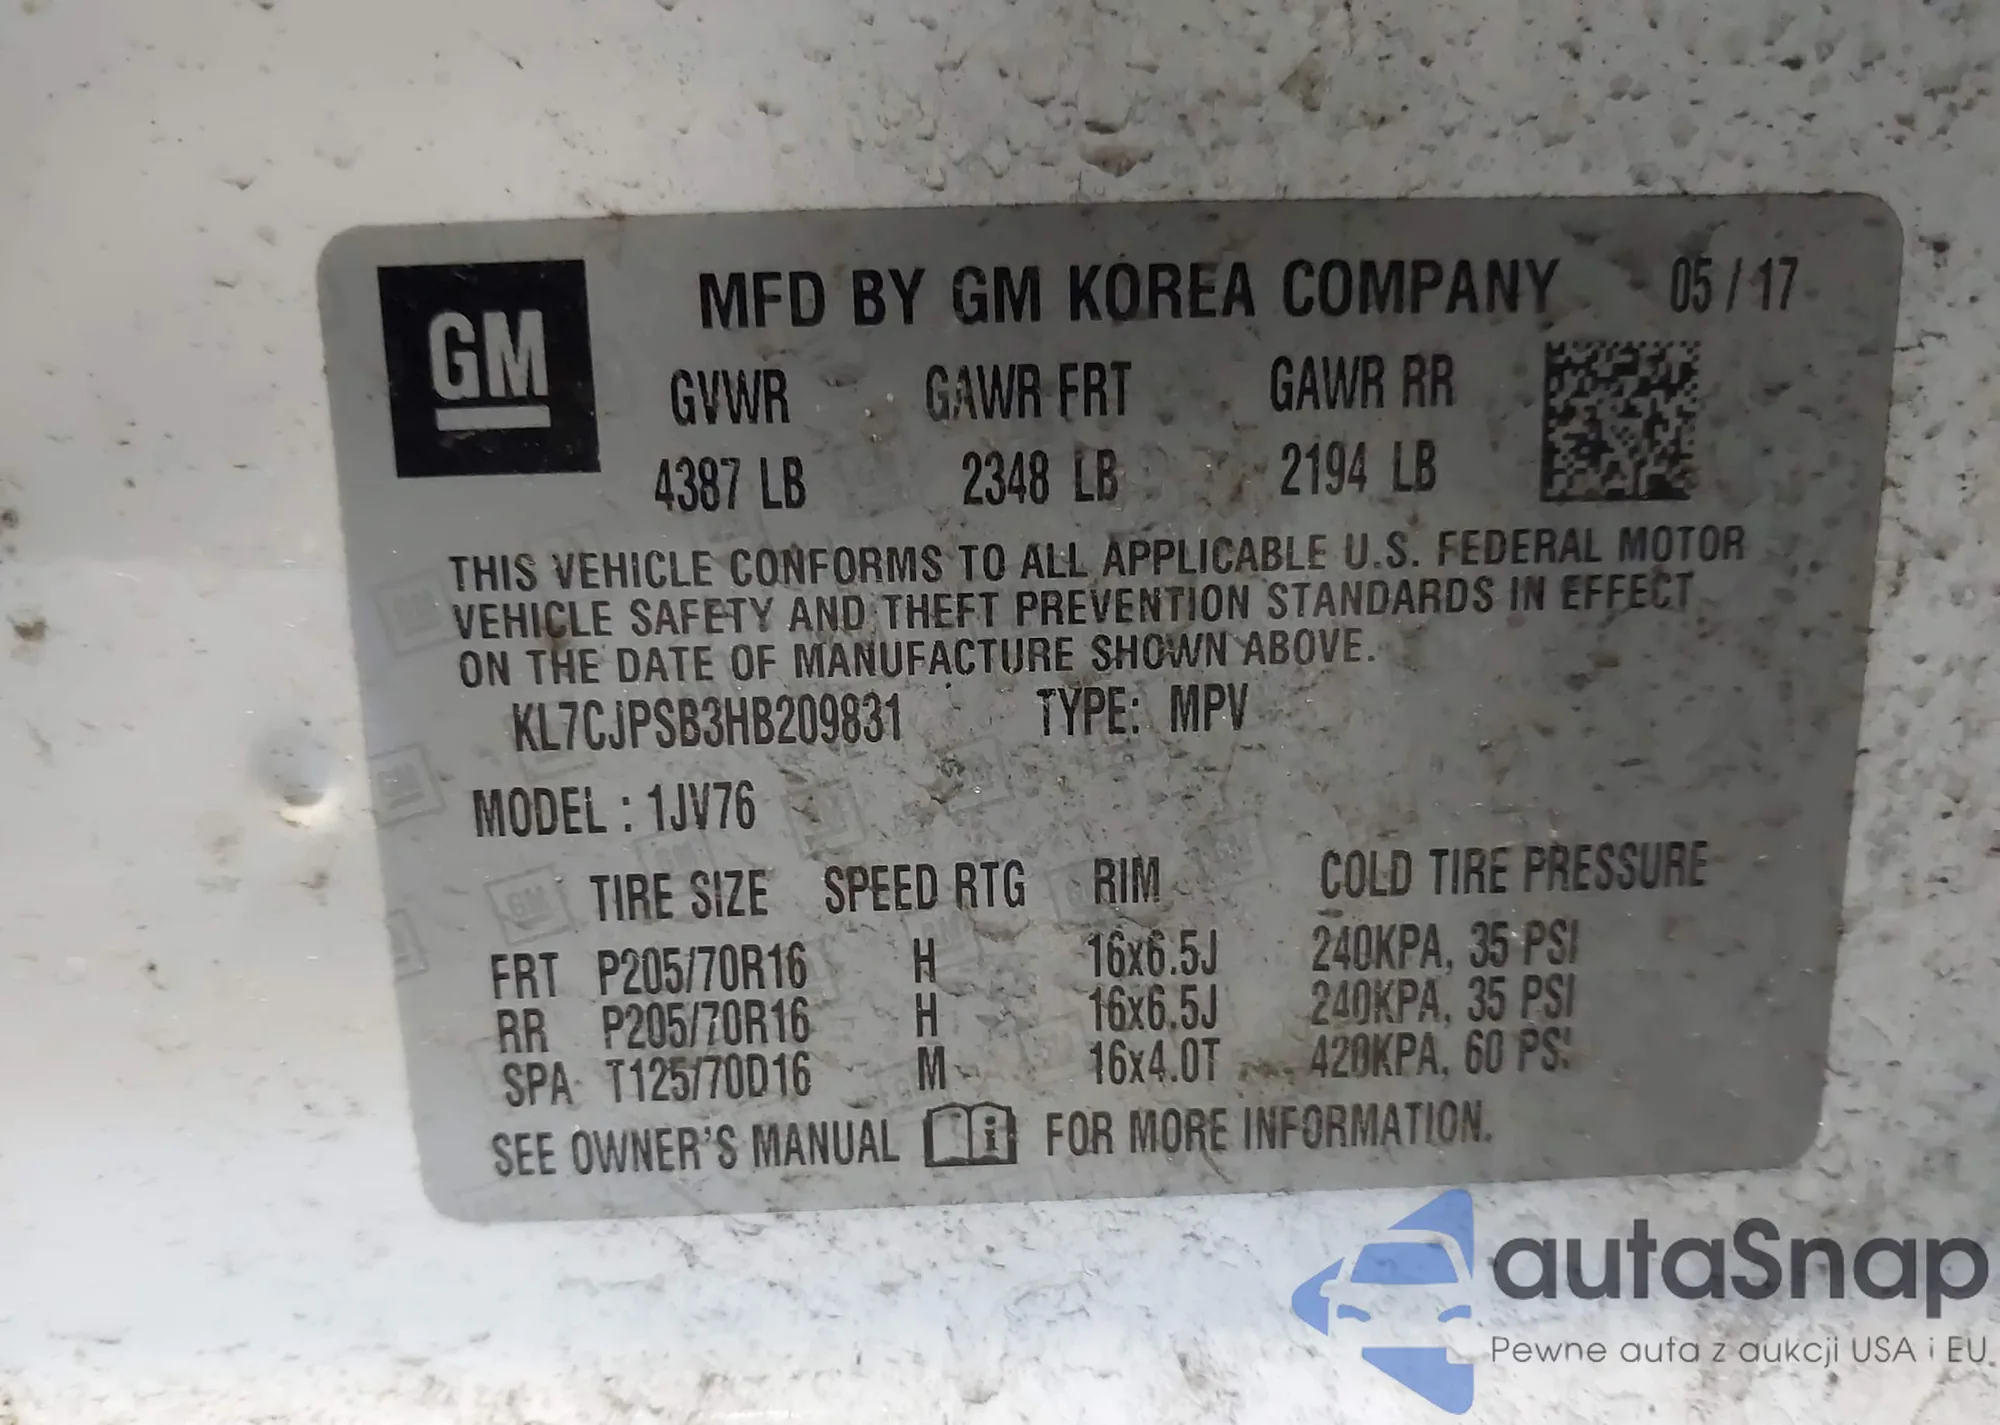 GM
MFD BY GM KOREA COMPANY 05 / 17
GVWR GAWR FRT GAWR RR
4387 LB 2348 LB 2194 LB
THIS VEHICLE CONFORMS TO ALL APPLICABLE U.S. FEDERAL MOTOR
VEHICLE SAFETY AND THEFT PREVENTION STANDARDS IN EFFECT
ON THE DATE OF MANUFACTURE SHOWN ABOVE.
KL7CJPSB3HB209831 TYPE: MPV
MODEL : 1JV76
TIRE SIZE SPEED RTG RIM COLD TIRE PRESSURE
FRT P205/70R16 H 16x6.5J 240KPA, 35 PSI
RR P205/70R16 H 16x6.5J 240KPA, 35 PSI
SPA T125/70D16 M 16x4.0T 420KPA, 60 PSI
SEE OWNER'S MANUAL i FOR MORE INFORMATION.
autaSnap
Pewne auta z aukcji USA i EU